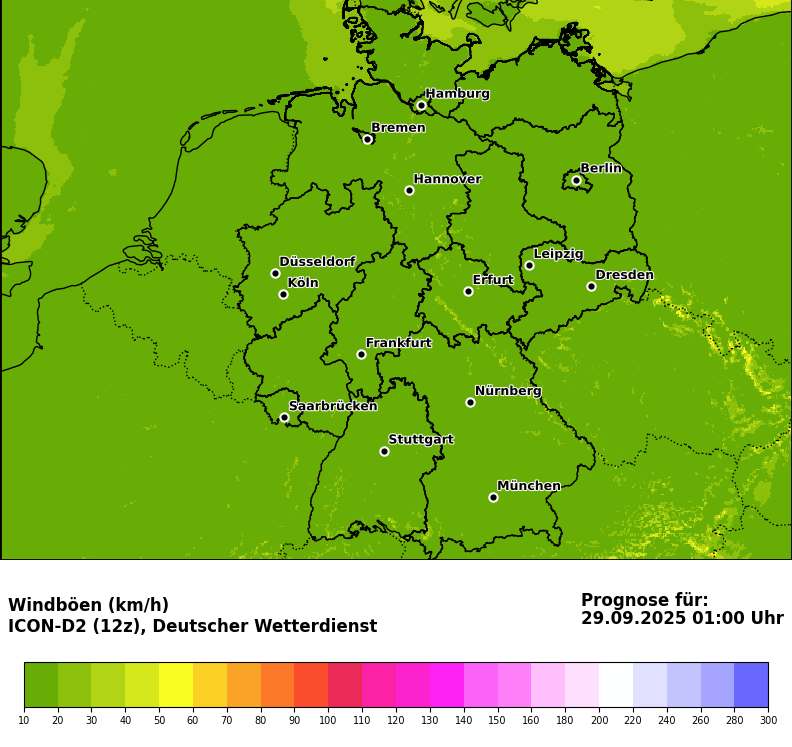 Hamburg
Bremen
Berlin
Hannover
Leipzig
Düsseldorf
Dresden
Köln
Erfurt
Frankfurt
Nürnberg
Saarbrücken
Stuttgart
München
Windböen (km/h)
ICON-D2 (12z), Deutscher Wetterdienst
Prognose für:
29.09.2025 01:00 Uhr
10 20 30 40 50 60 70 80 90 100 110 120 130 140 150 160 180 200 220 240 260 280 300